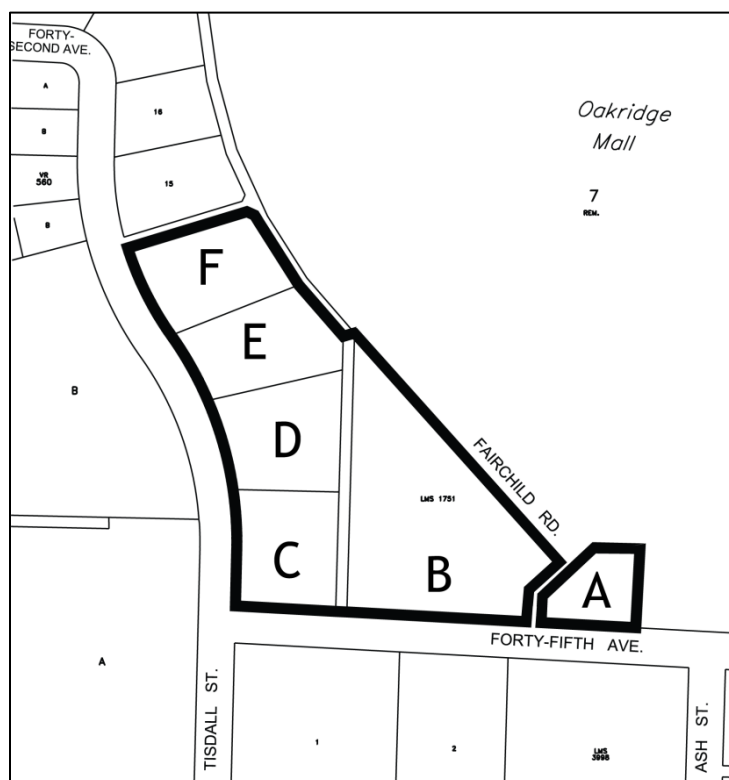 FORTY-
SECOND AVE.
A
B
VR
560
B
16
15
Oakridge
Mall
7
REM.
F
E
B
D
FAIRCHILD RD.
LMS 1751
C
B
A
FORTY-FIFTH AVE.
A
TISDALL ST.
1
2
LMS
3998
ASH ST.